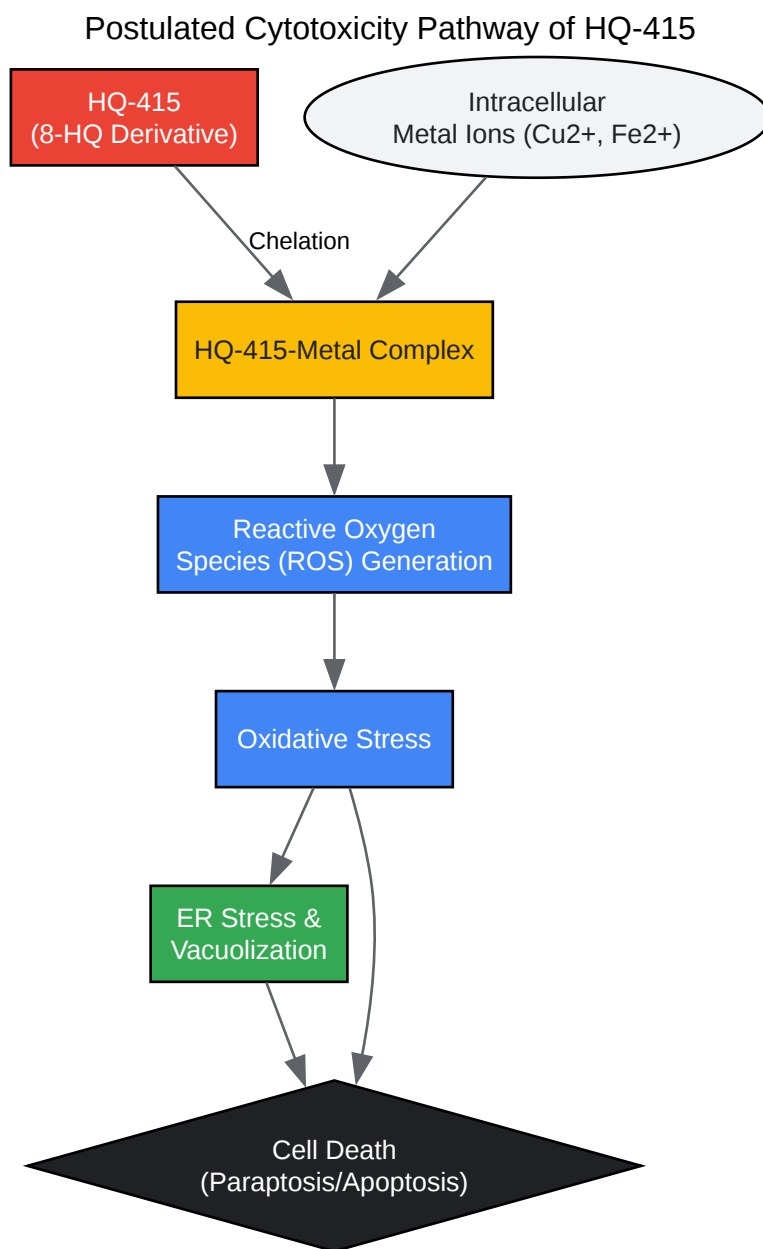 Postulated Cytotoxicity Pathway of HQ-415
HQ-415
(8-HQ Derivative)
Intracellular
Metal Ions (Cu2+, Fe2+)
Chelation
HQ-415-Metal Complex
Reactive Oxygen
Species (ROS) Generation
Oxidative Stress
ER Stress &
Vacuolization
Cell Death
(Paraptosis/Apoptosis)